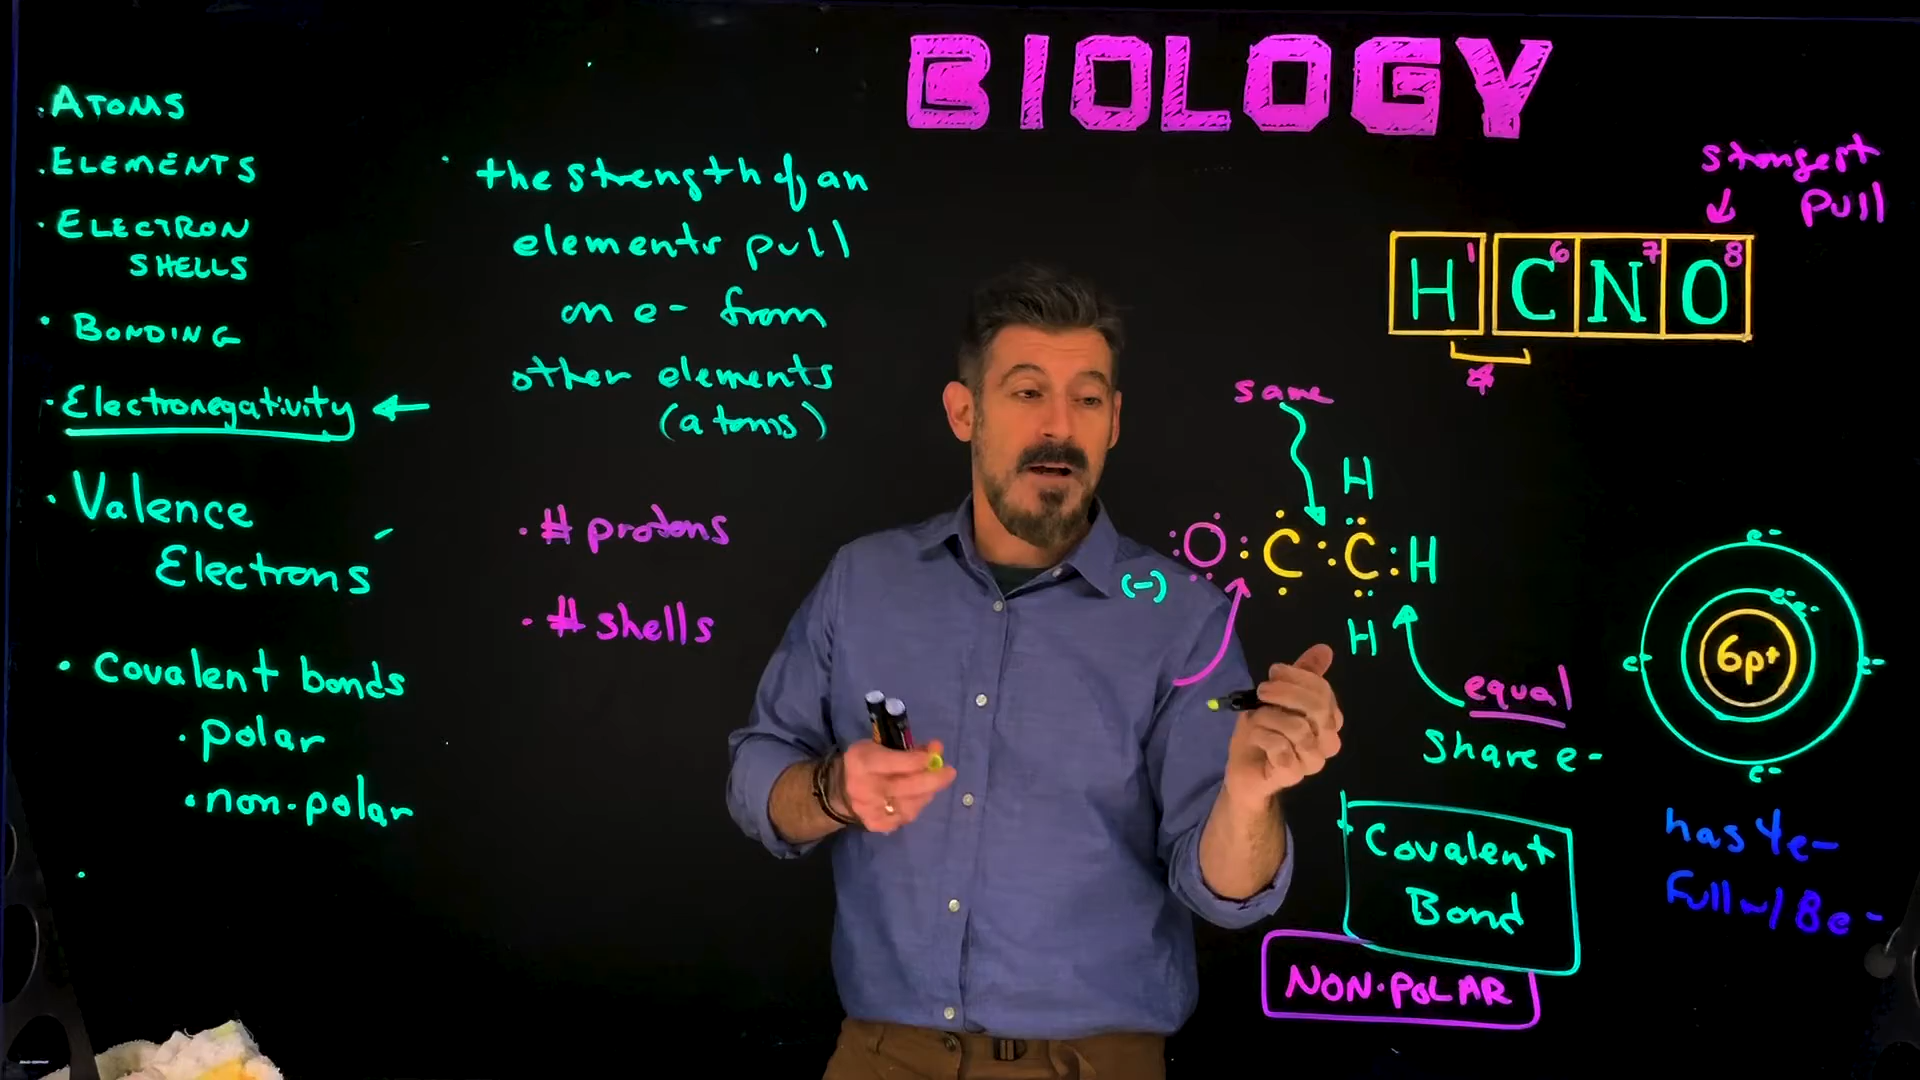 BIOLOGY
. ATOMS
. ELEMENTS
· ELECTRON
SHELLS
· BONDING
· Electronegativity ←
· Valence
Electrons
· Covalent bonds
· polar
· non-polar
·
· the strength of an
elements pull
on e- from
other elements
(atoms)
· # protons
· # shells
strongest
pull
H 1 C 6 N 7 O 8
*
same
H
O : C : C : H
(-)
H
equal
share e-
Covalent
Bond
NON-POLAR
e-
e- e-
e- 6p+ e-
e-
has 4e-
Full w/ 8e-